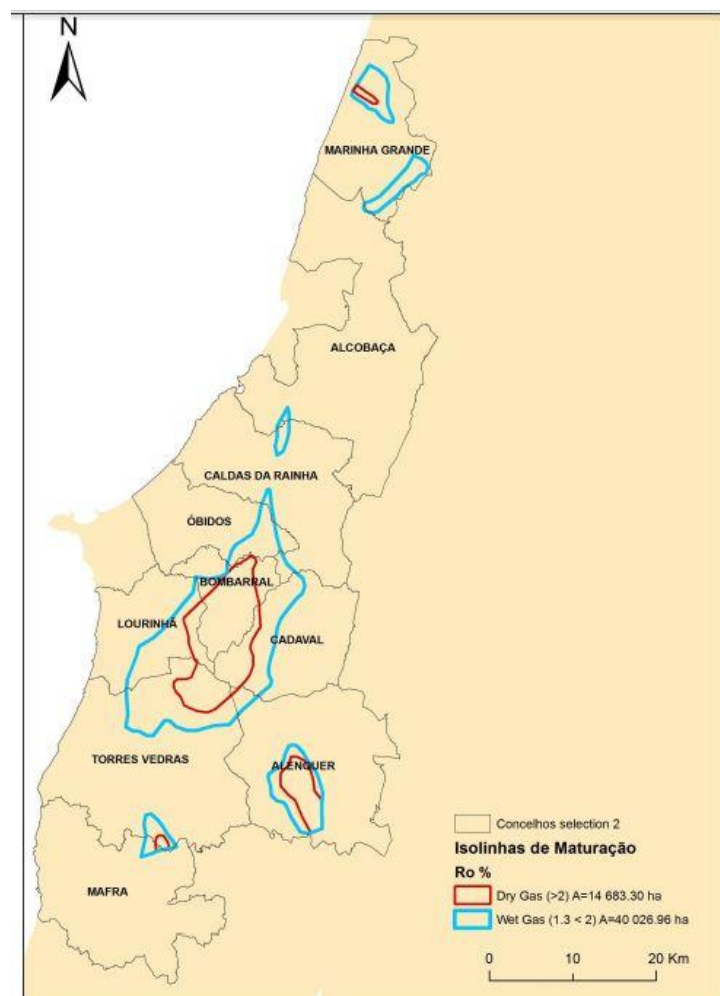 N
MARINHA GRANDE
ALCOBAÇA
CALDAS DA RAINHA
ÓBIDOS
BOMBARRAL
LOURINHÃ
CADAVAL
TORRES VEDRAS
ALENQUER
MAFRA
Concelhos selection 2
Isolinhas de Maturação
Ro %
Dry Gas (>2) A=14 683.30 ha
Wet Gas (1.3 < 2) A=40 026.96 ha
0 10 20 Km